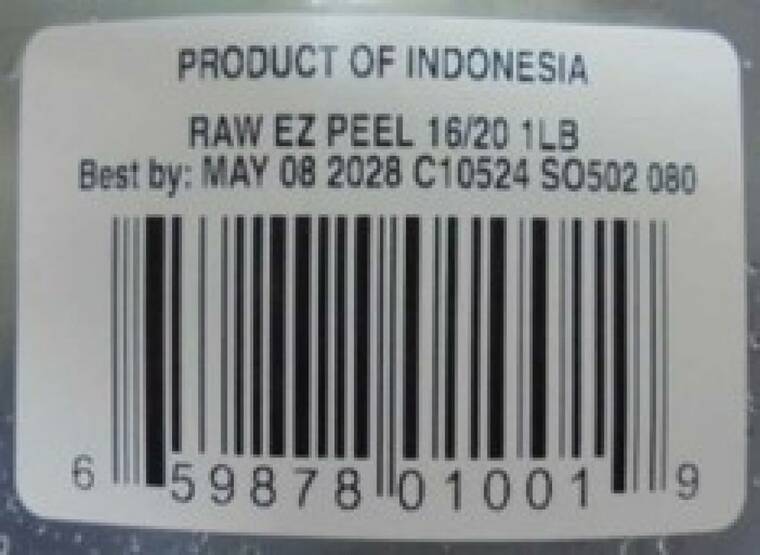 PRODUCT OF INDONESIA
RAW EZ PEEL 16/20 1LB
Best by: MAY 08 2028 C10524 SO502 080
6 59878 01001 9